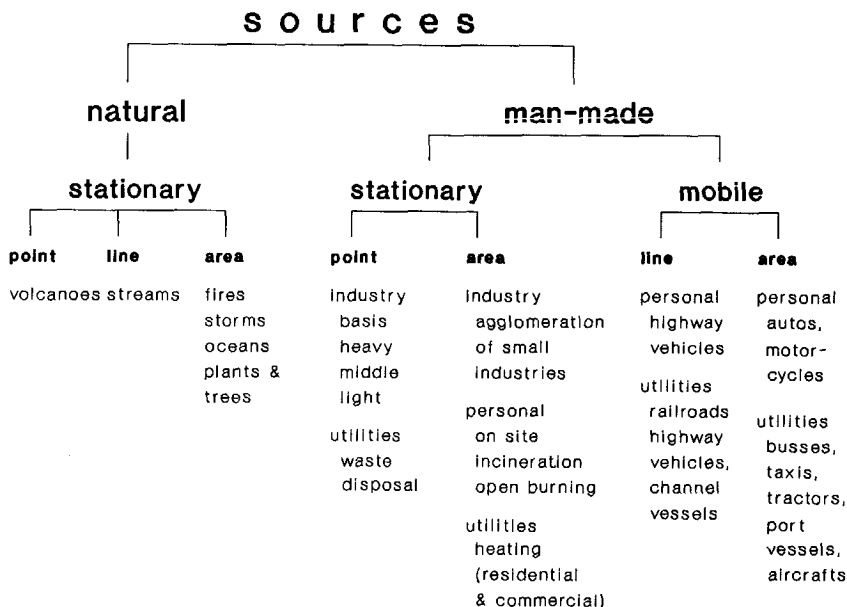 sources
natural
man-made
stationary
stationary
mobile
point
line
area
point
area
line
area
volcanoes
streams
fires
storms
oceans
plants &
trees
industry
basis
heavy
middle
light
utilities
waste
disposal
industry
agglomeration
of small
industries
personal
on site
incineration
open burning
utilities
heating
(residential
& commercial)
personal
highway
vehicles
utilities
railroads
highway
vehicles,
channel
vessels
personal
autos,
motor-
cycles
utilities
busses,
taxis,
tractors,
port
vessels,
aircrafts